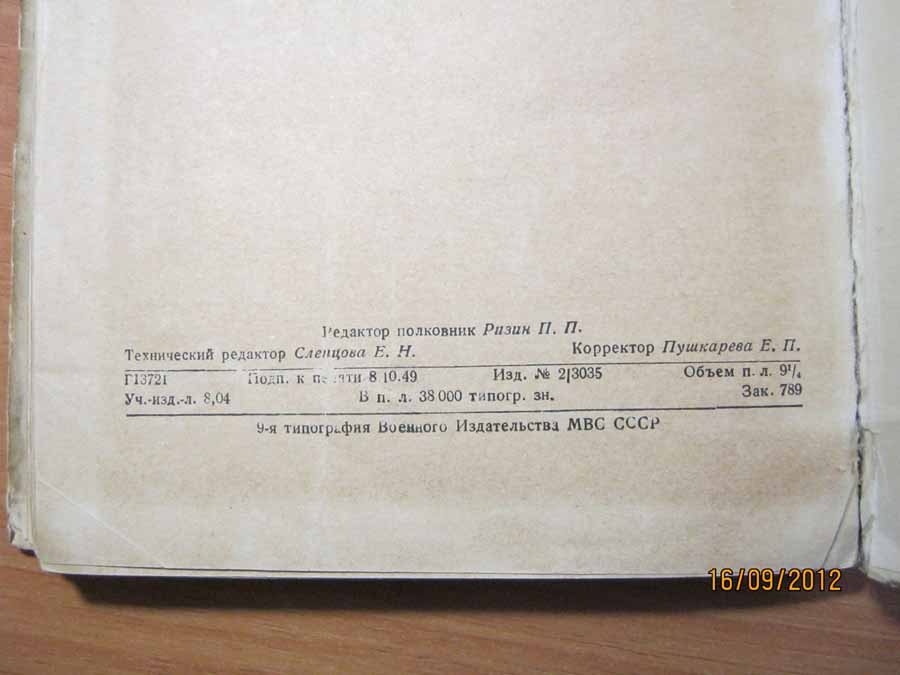 Редактор полковник Ризин П. П.
Технический редактор Слепцова Е. Н. Корректор Пушкарева Е. П.
Г13721 Подп. к печати 8 10.49 Изд. № 2|3035 Объем п. л. 9¹/₄
Уч.-изд.-л. 8,04 В п. л. 38 000 типогр. зн. Зак. 789
9-я типография Военного Издательства МВС СССР
16/09/2012